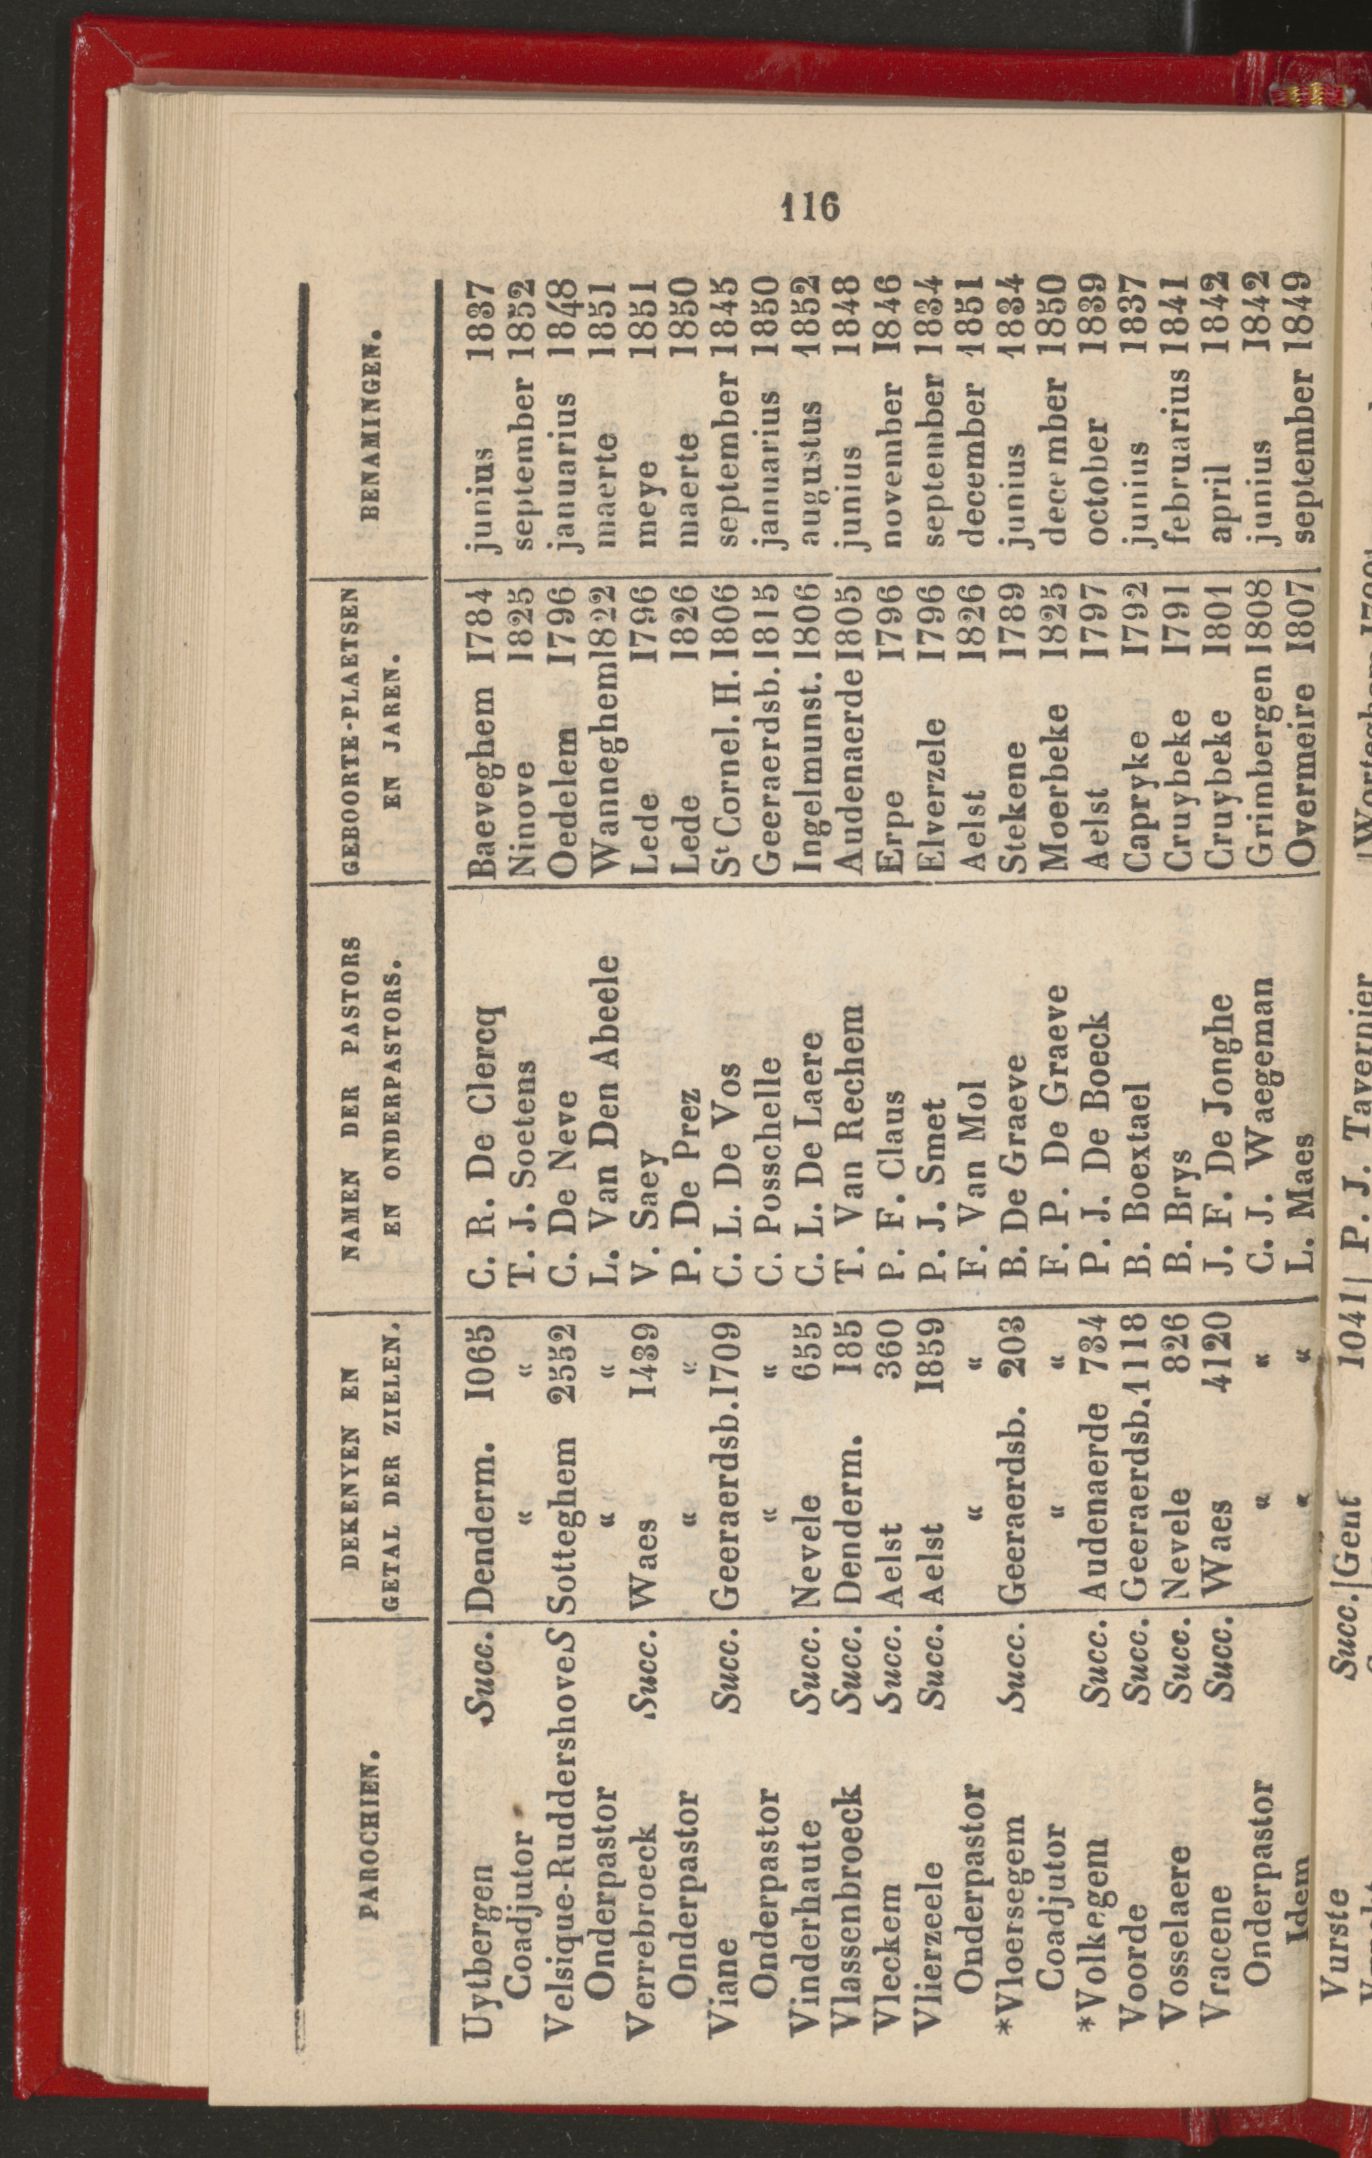 116
PAROCHIEN. DEKENYEN EN GETAL DER ZIELEN. NAMEN DER PASTORS EN ONDERPASTORS. GEBOORTE-PLAETSEN EN JAREN. BENAMINGEN.
Uytbergen Succ. Denderm. 1065 C. R. De Clercq Baeveghem 1784 junius 1837
Coadjutor « « T. J. Soetens Ninove 1825 september 1852
Velsique-Ruddershove S Sotteghem 2552 C. De Neve Oedelem 1796 januarius 1848
Onderpastor « « L. Van Den Abeele Wanneghem 1822 maerte 1851
Verrebroeck Succ. Waes 1439 V. Saey Lede 1796 meye 1851
Onderpastor « « P. De Prez Lede 1826 maerte 1850
Viane Succ. Geeraerdsb. 1709 C. L. De Vos St Cornel. H. 1806 september 1845
Onderpastor « « C. Posschelle Geeraerdsb. 1815 januarius 1850
Vinderhaute Succ. Nevele 655 C. L. De Laere Ingelmunst. 1806 augustus 1852
Vlassenbroeck Succ. Denderm. 185 T. Van Rechem Audenaerde 1805 junius 1848
Vleckem Succ. Aelst 360 P. F. Claus Erpe 1796 november 1846
Vlierzeele Succ. Aelst 1859 P. J. Smet Elverzele 1796 september 1834
Onderpastor « « F. Van Mol Aelst 1826 december 1851
*Vloersegem Succ. Geeraerdsb. 203 B. De Graeve Stekene 1789 junius 1834
Coadjutor « « F. P. De Graeve Moerbeke 1825 december 1850
*Volkegem Succ. Audenaerde 734 P. J. De Boeck Aelst 1797 october 1839
Voorde Succ. Geeraerdsb. 1118 B. Boextael Capryke 1792 junius 1837
Vosselaere Succ. Nevele 826 B. Brys Cruybeke 1791 februarius 1841
Vracene Succ. Waes 4120 J. F. De Jonghe Cruybeke 1801 april 1842
Onderpastor « « C. J. Waegeman Grimbergen 1808 junius 1842
Idem « « L. Maes Overmeire 1807 september 1849
Vurste Succ. Gent 1041 P. J. Tavernier